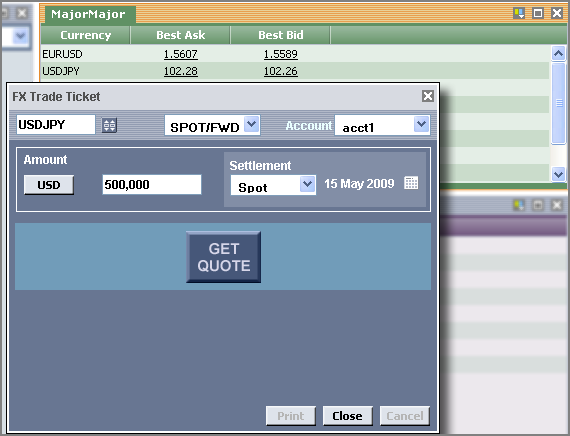 MajorMajor
Currency Best Ask Best Bid
EURUSD 1.5607 1.5589
USDJPY 102.28 102.26
FX Trade Ticket
USDJPY SPOT/FWD Account acct1
Amount
Settlement
USD 500,000 Spot 15 May 2009
GET
QUOTE
Print Close Cancel